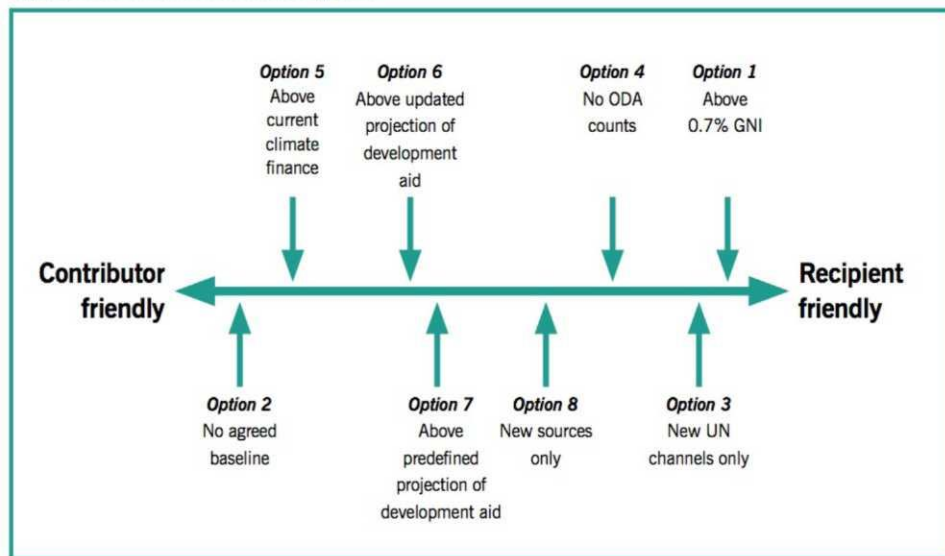 Option 5
Above
current
climate
finance
Option 6
Above updated
projection of
development
aid
Option 4
No ODA
counts
Option 1
Above
0.7% GNI
Contributor
friendly
Recipient
friendly
Option 2
No agreed
baseline
Option 7
Above
predefined
projection of
development aid
Option 8
New sources
only
Option 3
New UN
channels only